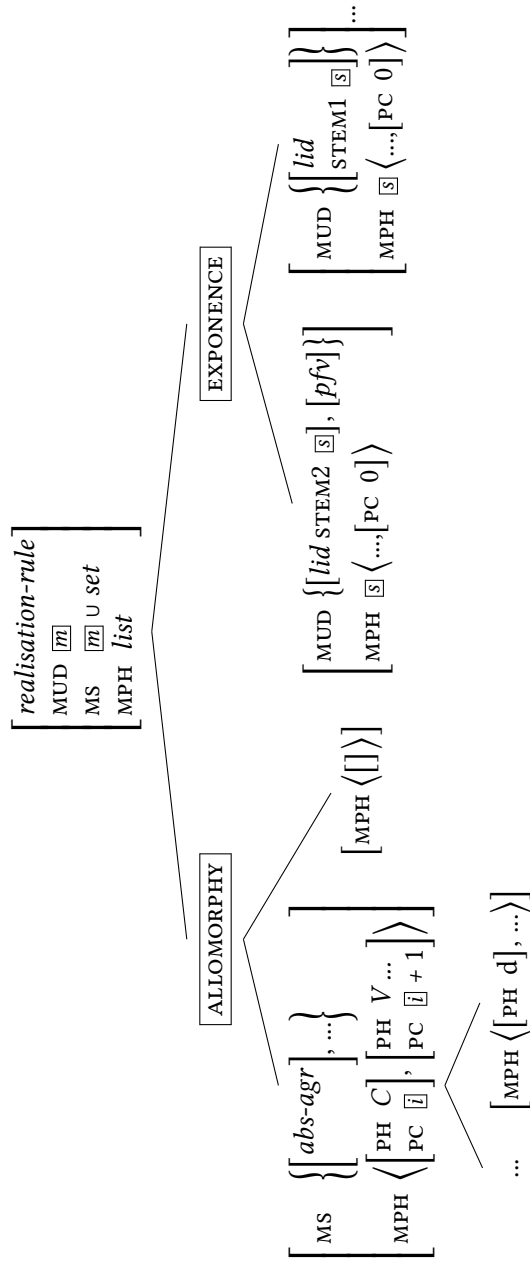 realisation-rule
MUD m
MS m ∪ set
MPH list
ALLOMORPHY
EXPONENCE
MS {[abs-agr], ...}
MPH ⟨[PH C, PC i], [PH V ..., PC i + 1]⟩
[MPH ⟨[]⟩]
MUD {[lid STEM2 s], [pfv]}
MPH s ⟨...,[PC 0]⟩
MUD {[lid
STEM1 s]}
MPH s ⟨...,[PC 0]⟩
...
...
[MPH ⟨[PH d], ...⟩]